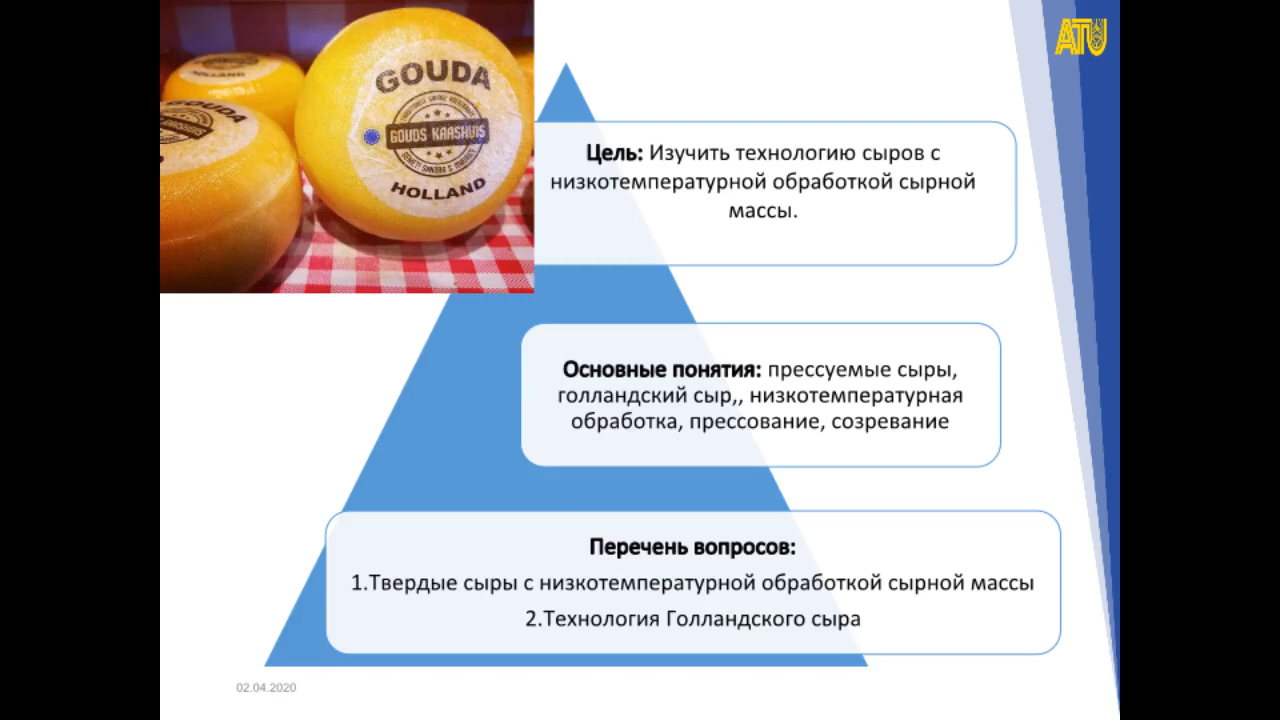 GOUDA
GOUDS KAASHUIS
HOLLAND
HOLLAND
GOUDA
ATU
Цель: Изучить технологию сыров с
низкотемпературной обработкой сырной
массы.
Основные понятия: прессуемые сыры,
голландский сыр,, низкотемпературная
обработка, прессование, созревание
Перечень вопросов:
1.Твердые сыры с низкотемпературной обработкой сырной массы
2.Технология Голландского сыра
02.04.2020